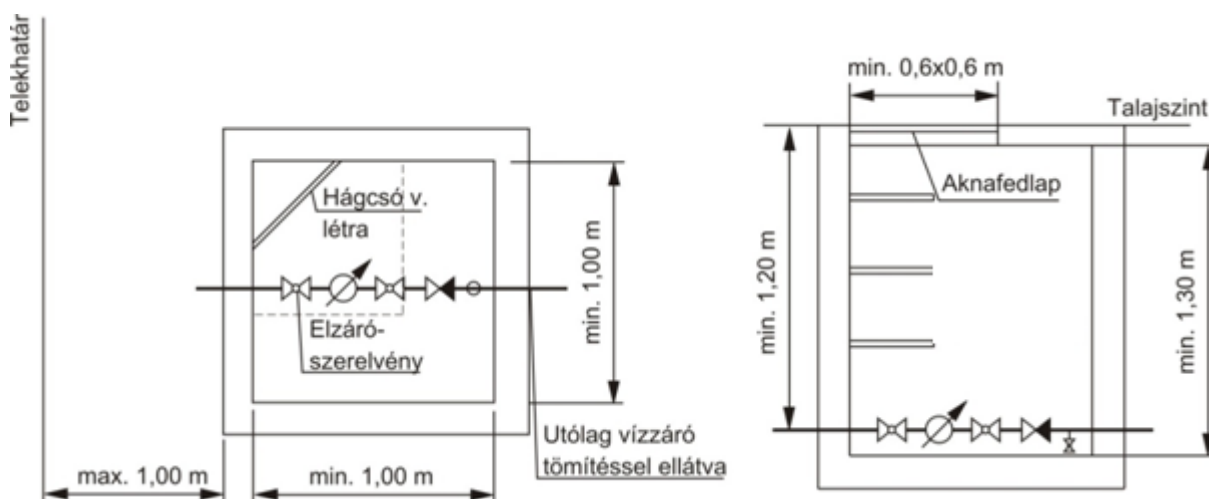 Telekhatár
Hágcsó v.
létra
Elzáró-
szerelvény
min. 1,00 m
Utólag vízzáró
tömítéssel ellátva
max. 1,00 m
min. 1,00 m
min. 0,6x0,6 m
Talajszint
Aknafedlap
min. 1,20 m
min. 1,30 m